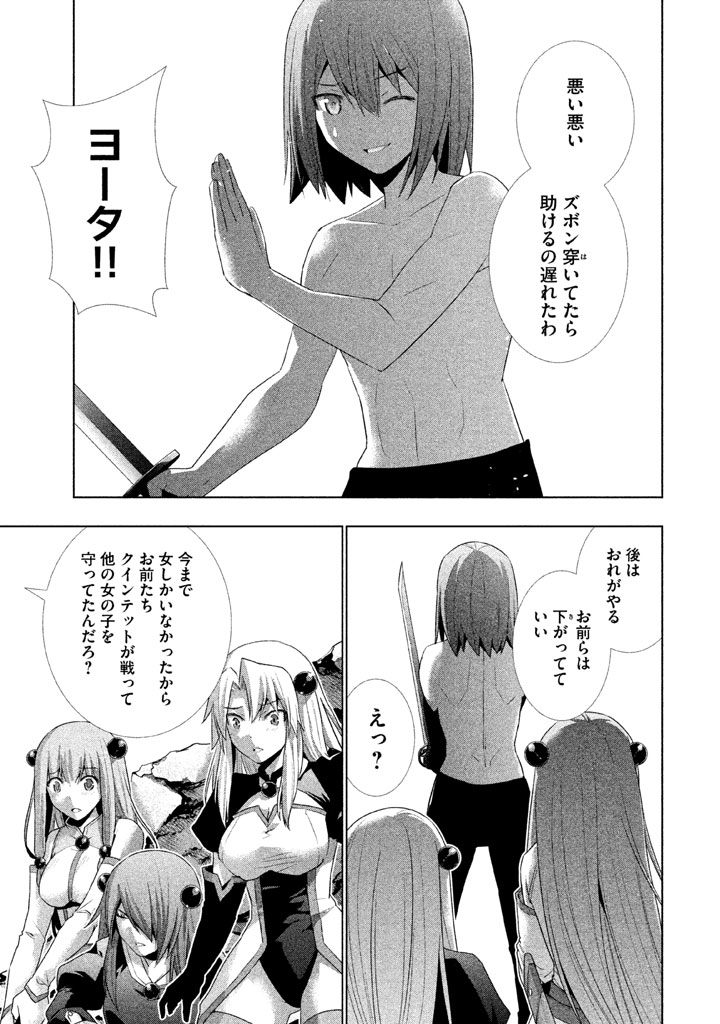 悪い悪い
ズボン穿いてたら
助けるの遅れたわ
ヨータ!!
後は
おれがやる
お前らは
下がってて
いい
えっ?
今まで
女しかいなかったから
お前たち
クインテットが戦って
他の女の子を
守ってたんだろ?